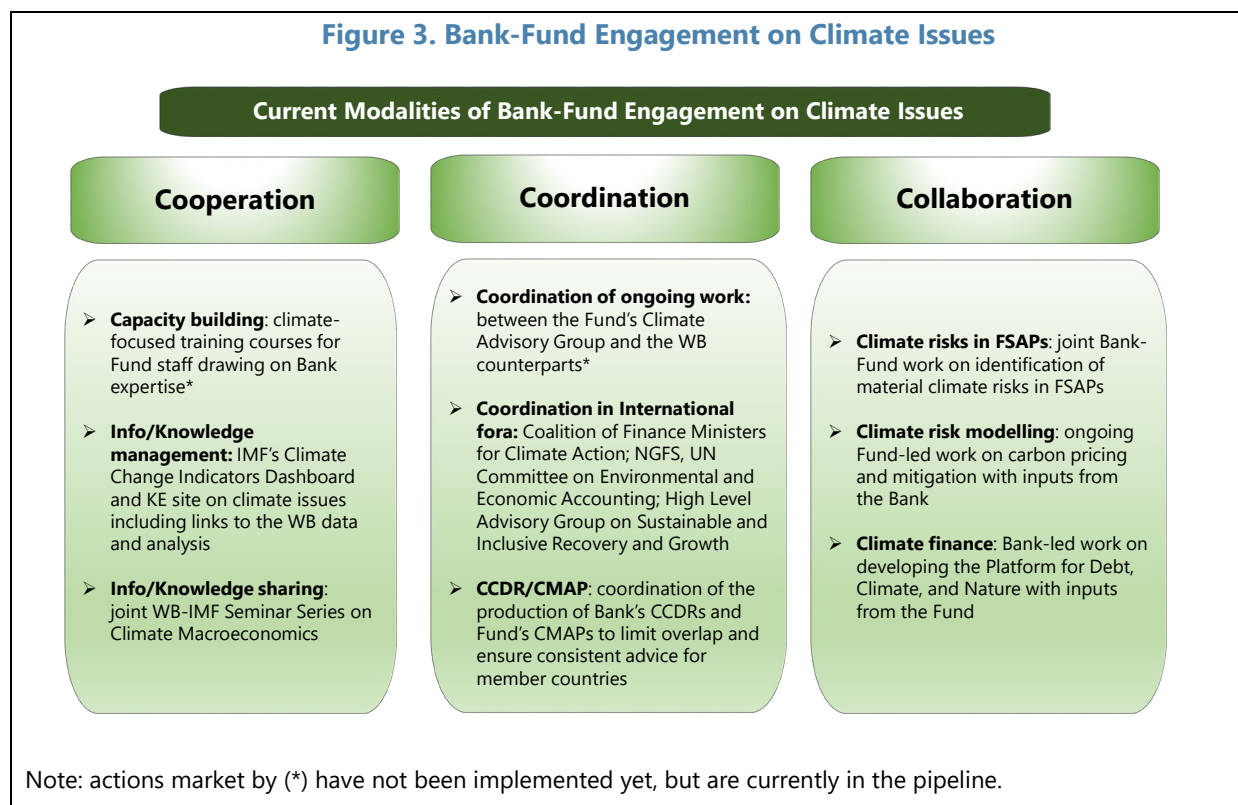 Figure 3. Bank-Fund Engagement on Climate Issues
Current Modalities of Bank-Fund Engagement on Climate Issues
Cooperation
➢ Capacity building: climate-
focused training courses for
Fund staff drawing on Bank
expertise*
➢ Info/Knowledge
management: IMF's Climate
Change Indicators Dashboard
and KE site on climate issues
including links to the WB data
and analysis
➢ Info/Knowledge sharing:
joint WB-IMF Seminar Series on
Climate Macroeconomics
Coordination
➢ Coordination of ongoing work:
between the Fund's Climate
Advisory Group and the WB
counterparts*
➢ Coordination in International
fora: Coalition of Finance Ministers
for Climate Action; NGFS, UN
Committee on Environmental and
Economic Accounting; High Level
Advisory Group on Sustainable and
Inclusive Recovery and Growth
➢ CCDR/CMAP: coordination of the
production of Bank's CCDRs and
Fund's CMAPs to limit overlap and
ensure consistent advice for
member countries
Collaboration
➢ Climate risks in FSAPs: joint Bank-
Fund work on identification of
material climate risks in FSAPs
➢ Climate risk modelling: ongoing
Fund-led work on carbon pricing
and mitigation with inputs from
the Bank
➢ Climate finance: Bank-led work on
developing the Platform for Debt,
Climate, and Nature with inputs
from the Fund
Note: actions market by (*) have not been implemented yet, but are currently in the pipeline.